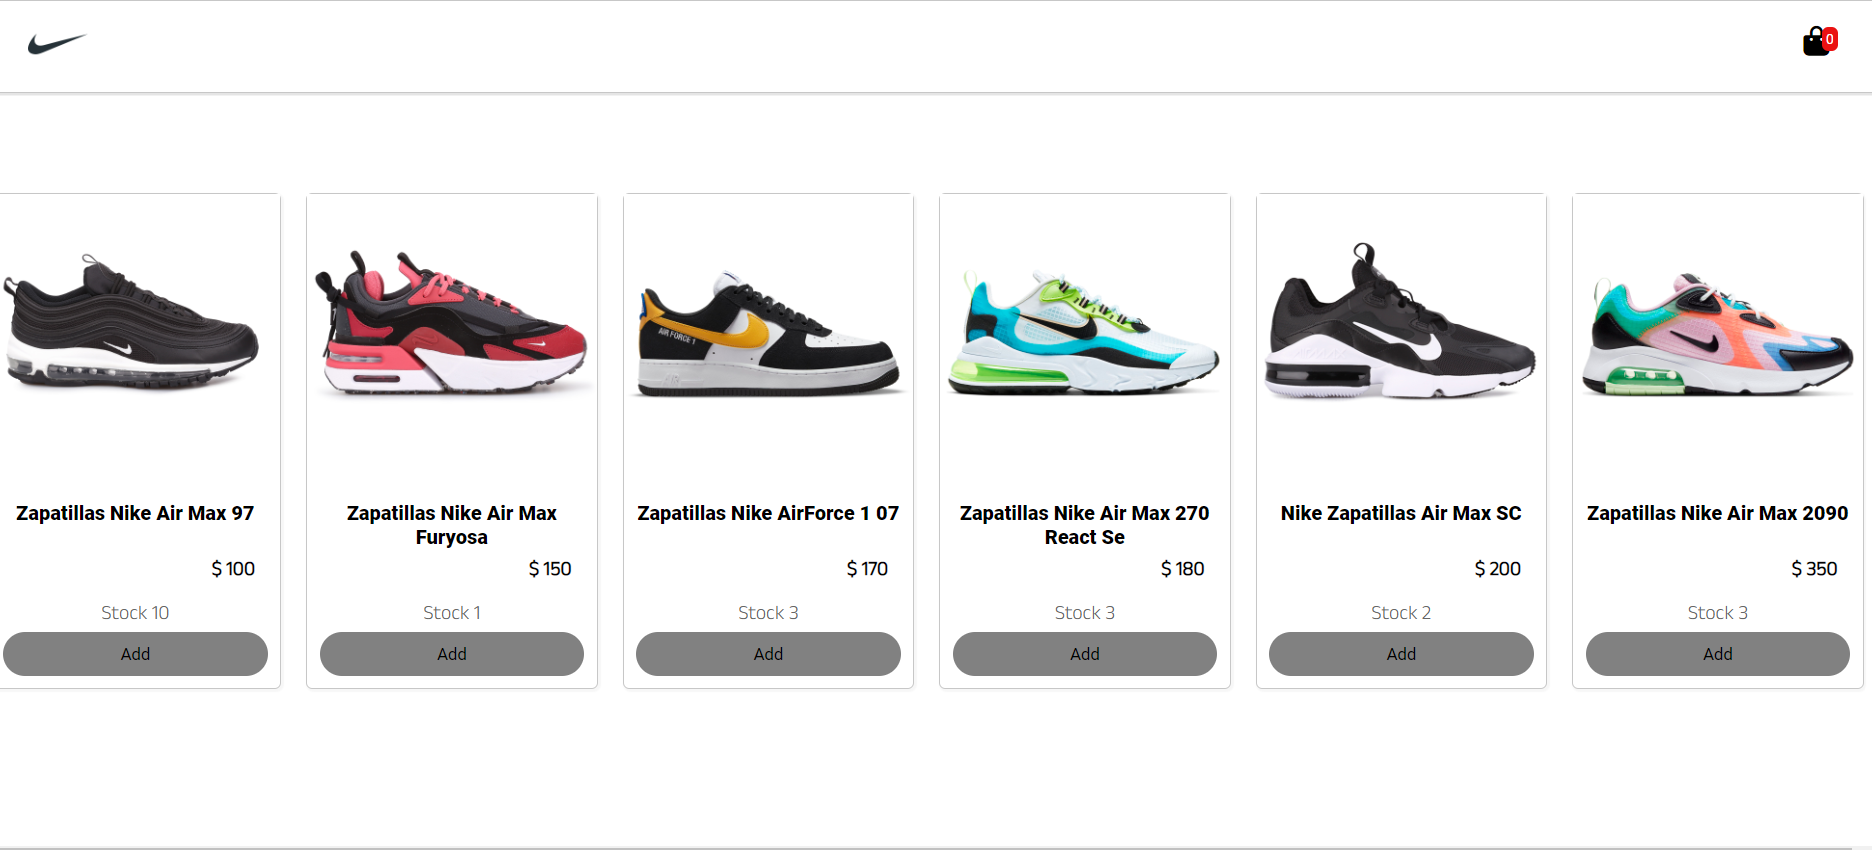 0
Zapatillas Nike Air Max 97
$ 100
Stock 10
Add
Zapatillas Nike Air Max
Furyosa
$ 150
Stock 1
Add
AIR FORCE 1
Zapatillas Nike AirForce 1 07
$ 170
Stock 3
Add
Zapatillas Nike Air Max 270
React Se
$ 180
Stock 3
Add
Nike Zapatillas Air Max SC
$ 200
Stock 2
Add
Zapatillas Nike Air Max 2090
$ 350
Stock 3
Add